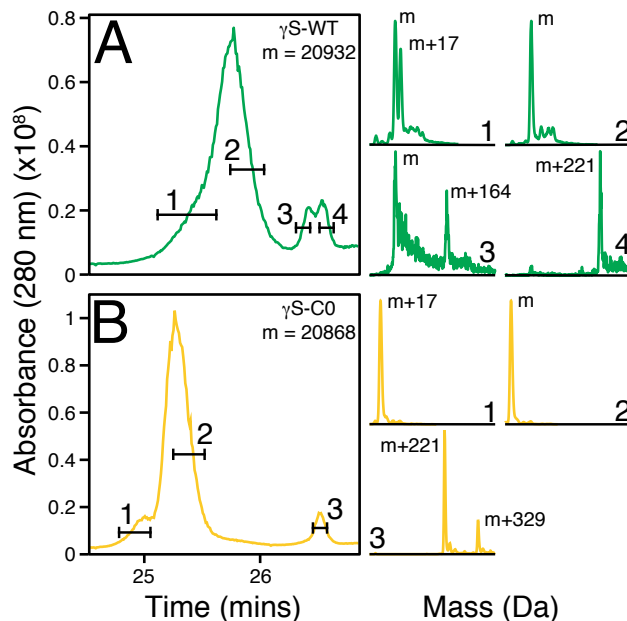 A
γS-WT
m = 20932
1
2
3
4
0.8
0.6
0.4
0.2
0
m
m+17
1
m
2
m
m+164
3
m+221
4
B
γS-C0
m = 20868
1
2
3
1
0.8
0.6
0.4
0.2
0
25
26
m+17
1
m
2
m+221
m+329
3
Absorbance (280 nm) (x10⁸)
Time (mins)
Mass (Da)